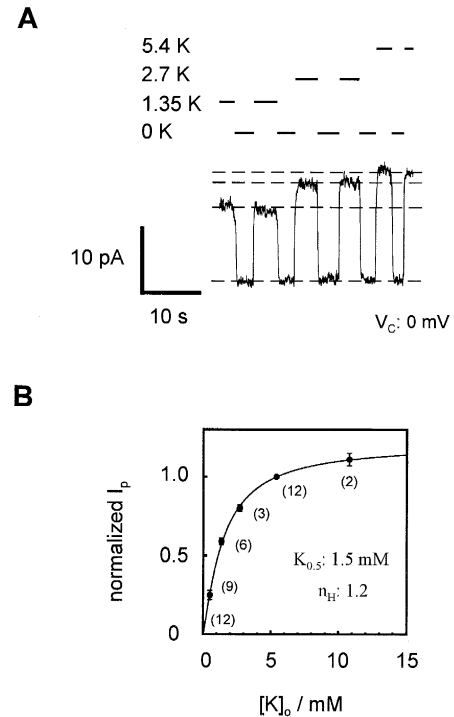 A
5.4 K
2.7 K
1.35 K
0 K
10 pA
10 s
V_C: 0 mV
B
normalized I_p
1.0
0.5
0
(2)
(12)
(3)
(6)
(9)
(12)
K_0.5: 1.5 mM
n_H: 1.2
0 5 10 15
[K]_o / mM